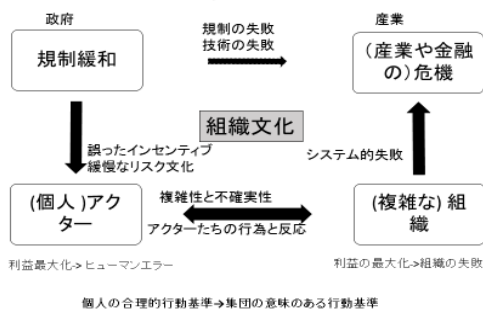 政府
産業
規制の失敗
技術の失敗
規制緩和
（産業や金融
の）危機
組織文化
誤ったインセンティブ
緩慢なリスク文化
システム的失敗
(個人 )アク
ター
複雑性と不確実性
アクターたちの行為と反応
(複雑な) 組
織
利益最大化-> ヒューマンエラー
利益の最大化->組織の失敗
個人の合理的行動基準→集団の意味のある行動基準